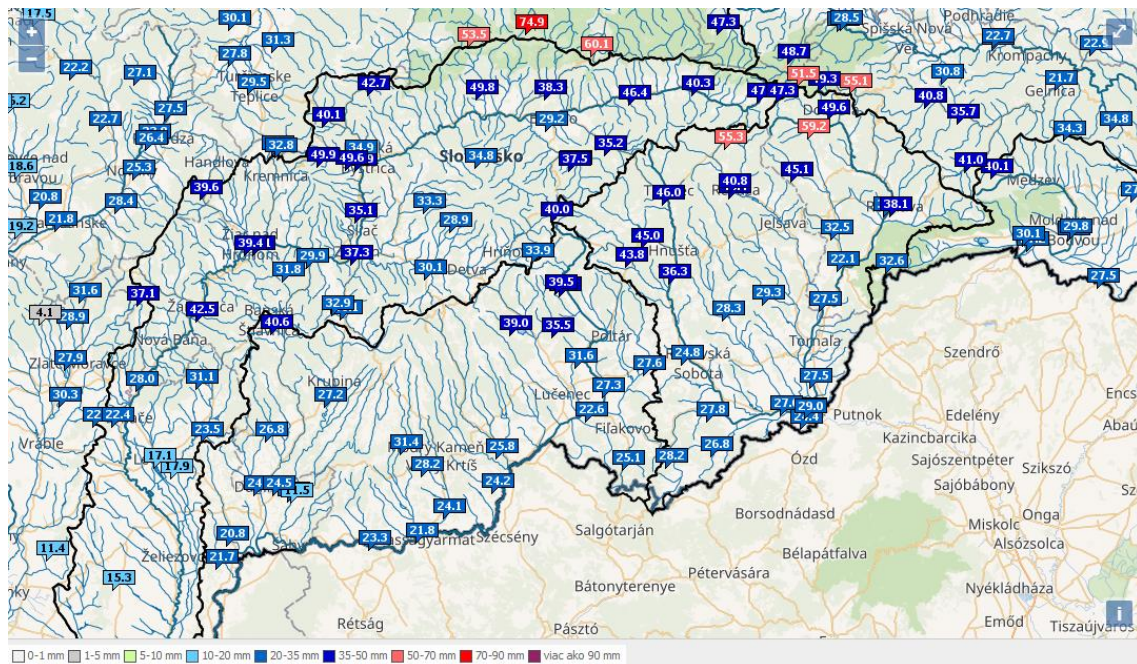 17.5
30.1
74.9
47.3
28.5
Podhradie
53.5
31.3
60.1
Spišská Nová
22.7
22.9
27.8
48.7
Ves
Krompachy
22.2
27.1
29.5
Turčianske
Teplice
42.7
49.8
38.3
46.4
40.3
47.3
51.5
55.1
30.8
21.7
Gelnica
27.5
40.1
29.2
49.6
40.8
35.7
22.7
26.4
32.8
34.9
35.2
55.3
59.2
34.3
34.8
Handlová
49.9
49.6
Slovensko
34.8
37.5
18.6
25.3
Kremnica
Bystrica
45.1
41.0
40.1
39.6
40.8
Medzev
20.8
28.4
33.3
46.0
38.1
19.2
21.8
35.1
28.9
40.0
Jelšava
32.5
30.1
29.8
Žiar nad
Hronom
39.4
Sliač
45.0
37.3
33.9
43.8
Hnúšťa
22.1
32.6
31.8
29.9
30.1
Detva
36.3
27.5
31.6
37.1
39.5
29.3
4.1
28.9
42.5
32.9
28.3
27.5
Banská
40.6
39.0
35.5
Nová Baňa
Poltár
Tornaľa
27.9
31.6
27.6
24.8
Szendrő
28.0
31.1
Sobota
30.3
Krupina
27.2
Lučenec
27.3
27.5
22.4
22.6
27.8
29.0
Putnok
Edelény
Vráble
23.5
26.8
Fiľakovo
Kazincbarcika
31.4
25.8
26.8
17.1
17.9
28.2
Krtíš
25.1
28.2
Ózd
Sajószentpéter
Szikszó
24.5
24.2
Sajóbábony
24.1
Borsodnádasd
Onga
20.8
21.8
Salgótarján
Miskolc
11.4
21.7
23.3
Szécsény
Alsózsolca
Bélapátfalva
15.3
Pétervására
Bátonyterenye
Nyékládháza
Rétság
Pásztó
Emőd
Tiszaújváros
0-1 mm 1-5 mm 5-10 mm 10-20 mm 20-35 mm 35-50 mm 50-70 mm 70-90 mm viac ako 90 mm